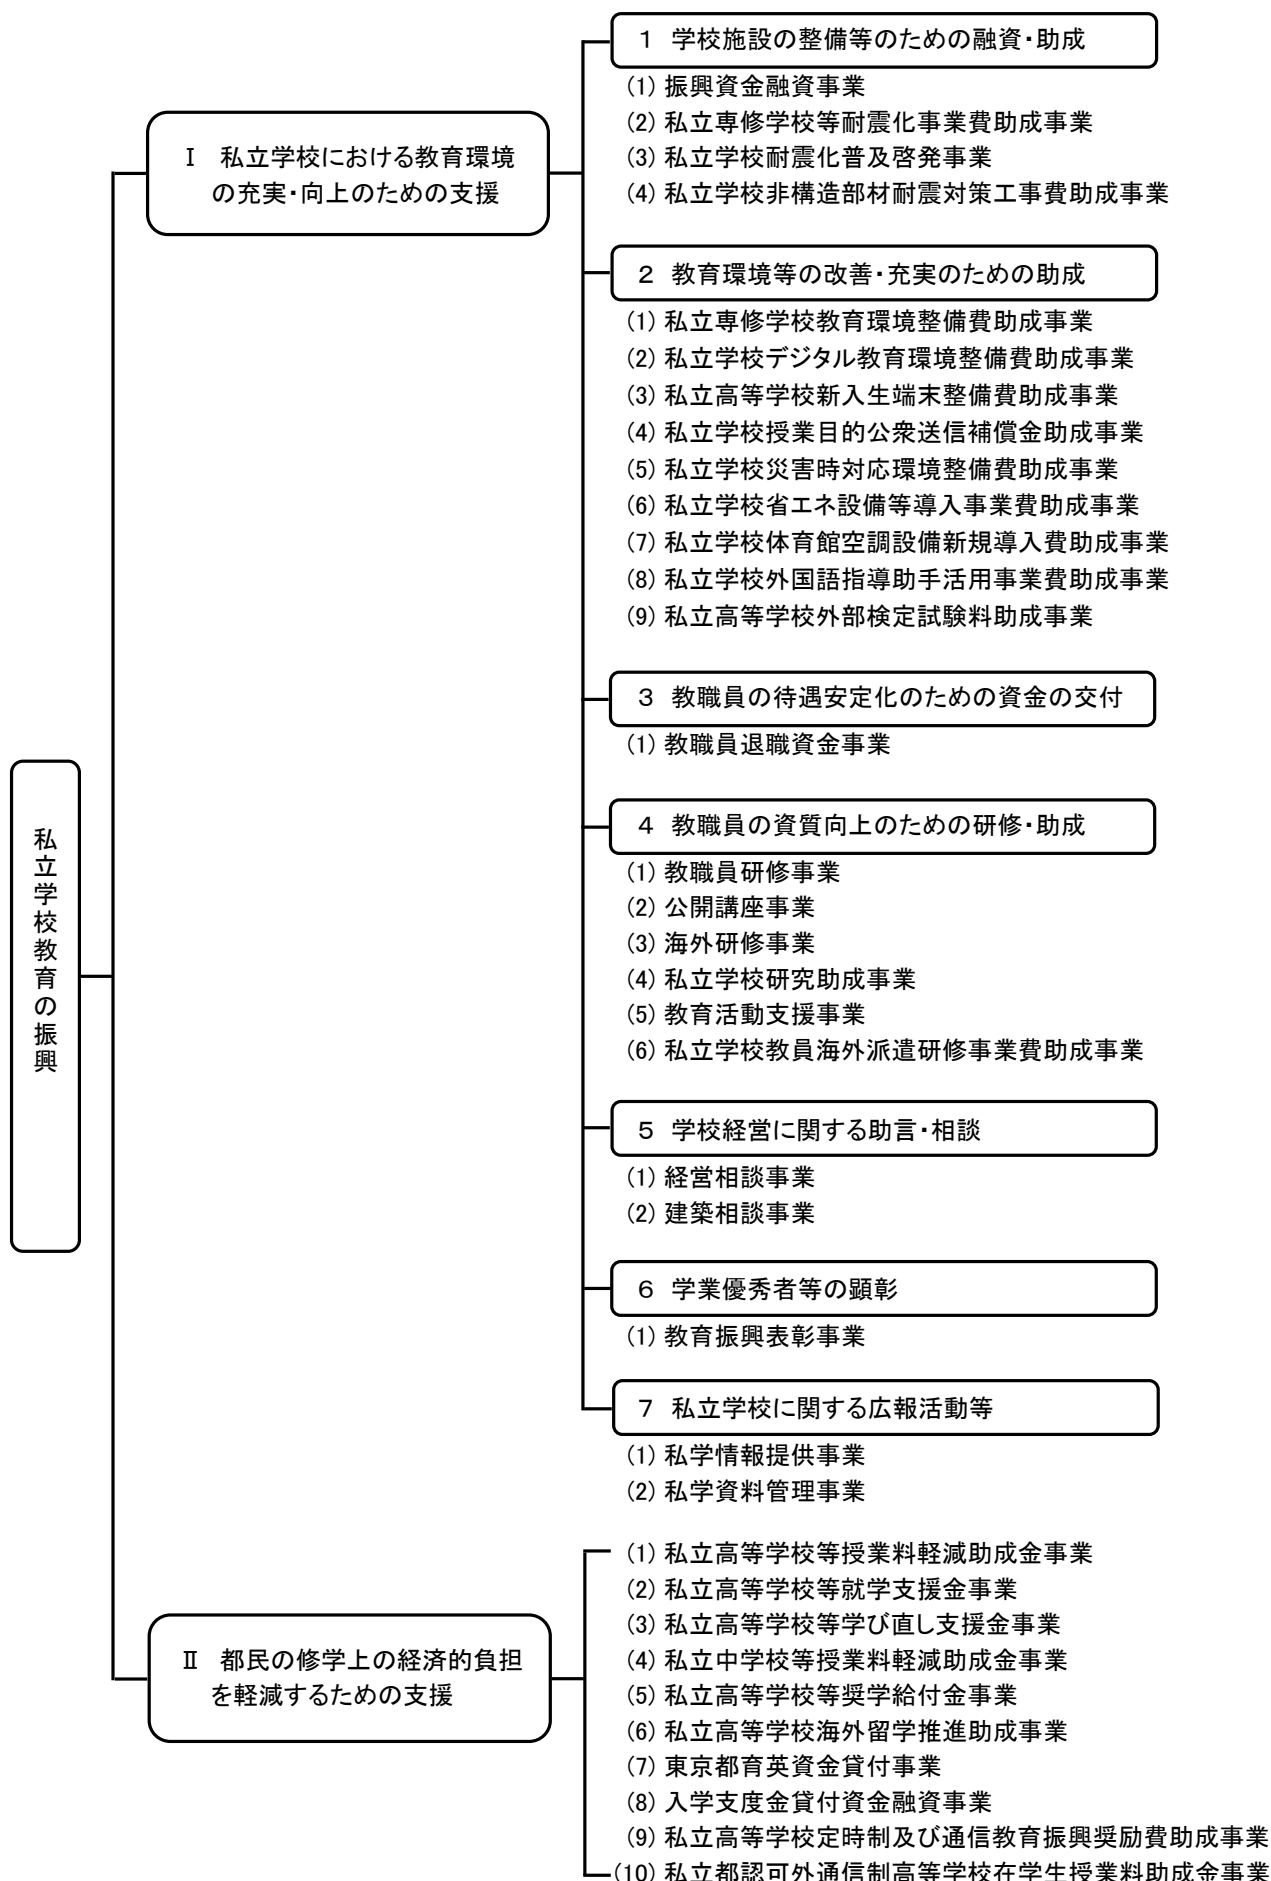 私立学校教育の振興
Ⅰ 私立学校における教育環境
の充実・向上のための支援
1 学校施設の整備等のための融資・助成
(1) 振興資金融資事業
(2) 私立専修学校等耐震化事業費助成事業
(3) 私立学校耐震化普及啓発事業
(4) 私立学校非構造部材耐震対策工事費助成事業
2 教育環境等の改善・充実のための助成
(1) 私立専修学校教育環境整備費助成事業
(2) 私立学校デジタル教育環境整備費助成事業
(3) 私立高等学校新入生端末整備費助成事業
(4) 私立学校授業目的公衆送信補償金助成事業
(5) 私立学校災害時対応環境整備費助成事業
(6) 私立学校省エネ設備等導入事業費助成事業
(7) 私立学校体育館空調設備新規導入費助成事業
(8) 私立学校外国語指導助手活用事業費助成事業
(9) 私立高等学校外部検定試験料助成事業
3 教職員の待遇安定化のための資金の交付
(1) 教職員退職資金事業
4 教職員の資質向上のための研修・助成
(1) 教職員研修事業
(2) 公開講座事業
(3) 海外研修事業
(4) 私立学校研究助成事業
(5) 教育活動支援事業
(6) 私立学校教員海外派遣研修事業費助成事業
5 学校経営に関する助言・相談
(1) 経営相談事業
(2) 建築相談事業
6 学業優秀者等の顕彰
(1) 教育振興表彰事業
7 私立学校に関する広報活動等
(1) 私学情報提供事業
(2) 私学資料管理事業
Ⅱ 都民の修学上の経済的負担
を軽減するための支援
(1) 私立高等学校等授業料軽減助成金事業
(2) 私立高等学校等就学支援金事業
(3) 私立高等学校等学び直し支援金事業
(4) 私立中学校等授業料軽減助成金事業
(5) 私立高等学校等奨学給付金事業
(6) 私立高等学校海外留学推進助成事業
(7) 東京都育英資金貸付事業
(8) 入学支度金貸付資金融資事業
(9) 私立高等学校定時制及び通信教育振興奨励費助成事業
(10) 私立都認可外通信制高等学校在学生授業料助成金事業